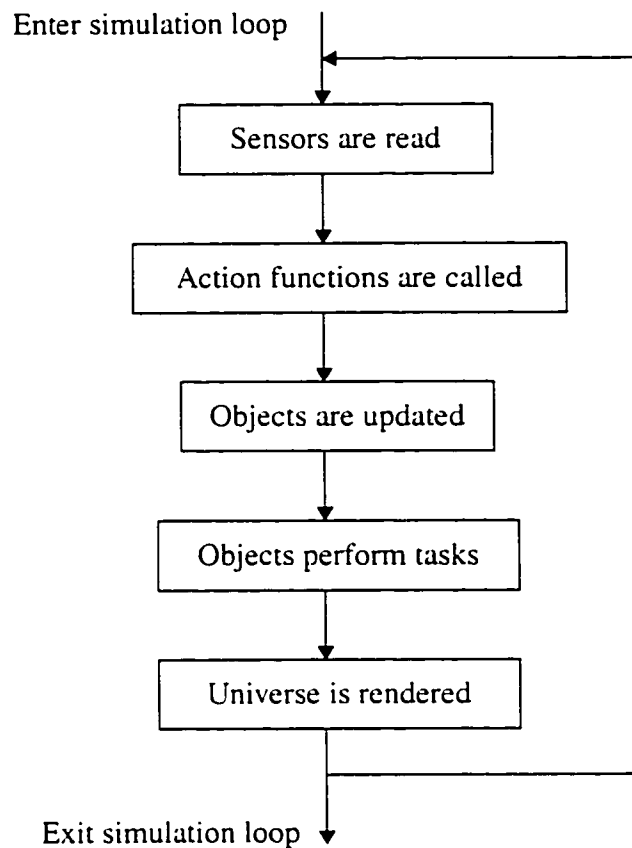 Enter simulation loop
Sensors are read
Action functions are called
Objects are updated
Objects perform tasks
Universe is rendered
Exit simulation loop